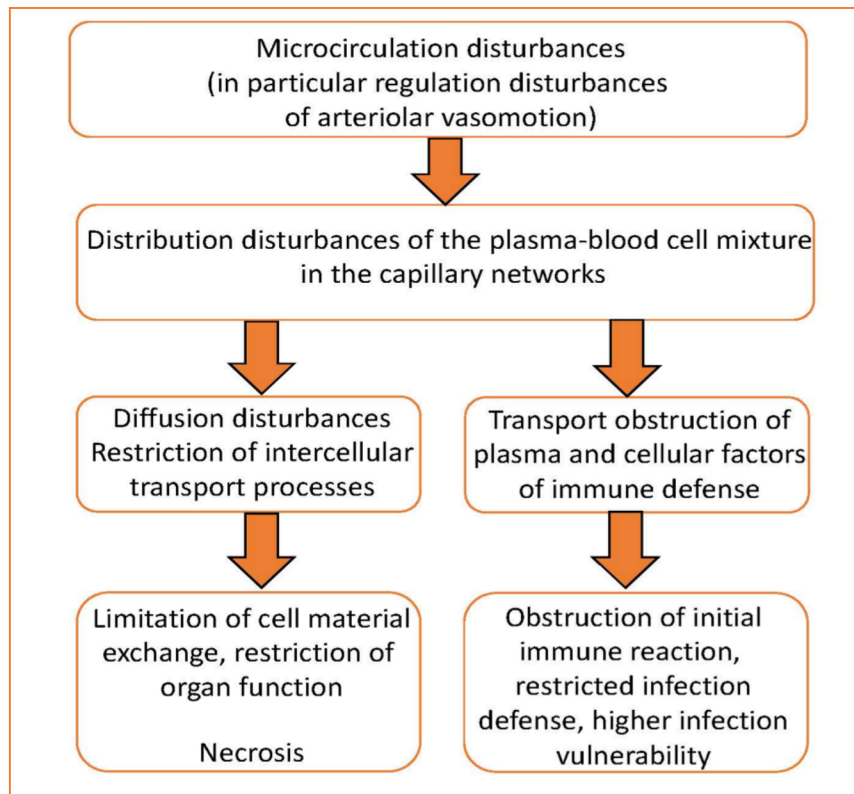 Microcirculation disturbances
(in particular regulation disturbances
of arteriolar vasomotion)
Distribution disturbances of the plasma-blood cell mixture
in the capillary networks
Diffusion disturbances
Restriction of intercellular
transport processes
Transport obstruction of
plasma and cellular factors
of immune defense
Limitation of cell material
exchange, restriction of
organ function
Necrosis
Obstruction of initial
immune reaction,
restricted infection
defense, higher infection
vulnerability